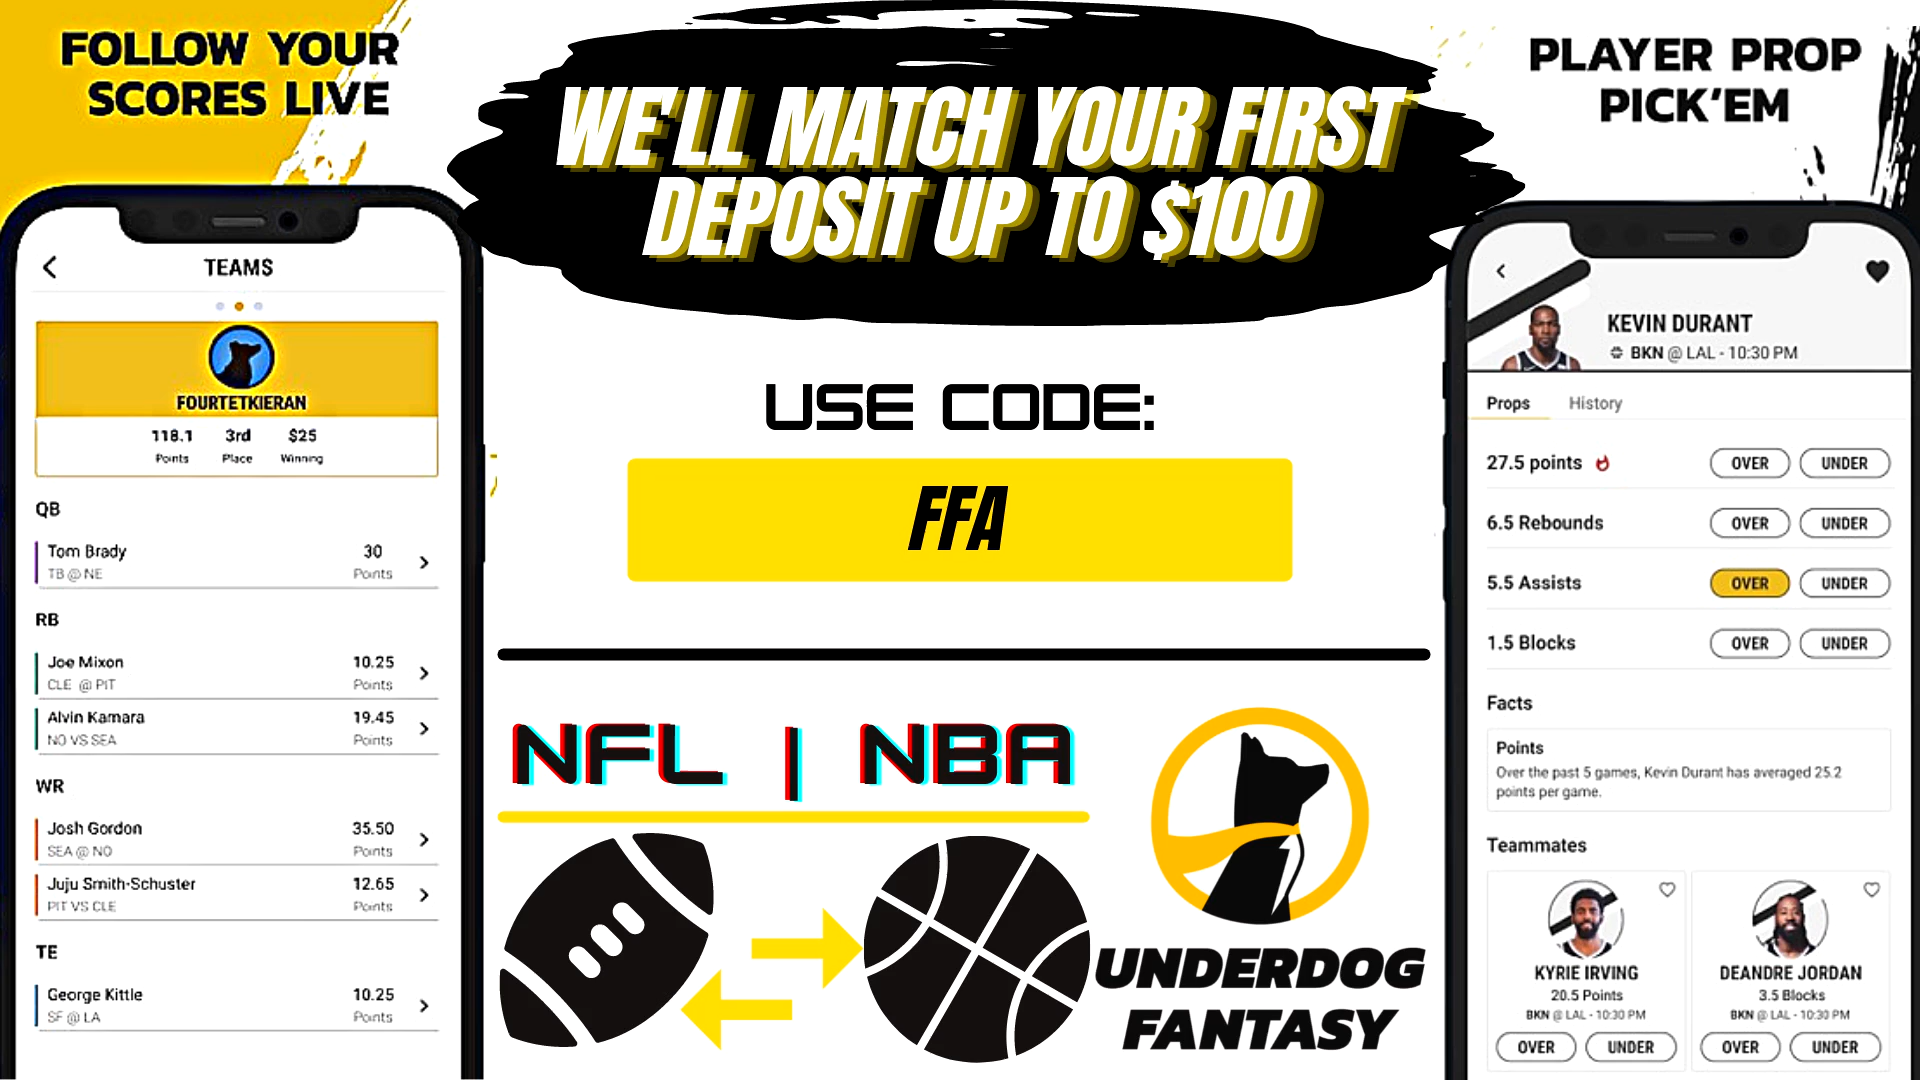 FOLLOW YOUR
SCORES LIVE
TEAMS
FOURTETKIERAN
118.1 3rd $25
Points Place Winning
QB
Tom Brady 30
TB @ NE Points
RB
Joe Mixon 10.25
CLE @ PIT Points
Alvin Kamara 19.45
NO VS SEA Points
WR
Josh Gordon 35.50
SEA @ NO Points
Juju Smith-Schuster 12.65
PIT VS CLE Points
TE
George Kittle 10.25
SF @ LA Points
WE'LL MATCH YOUR FIRST
DEPOSIT UP TO $100
USE CODE:
FFA
NFL | NBA
UNDERDOG
FANTASY
PLAYER PROP
PICK'EM
KEVIN DURANT
BKN @ LAL - 10:30 PM
Props History
27.5 points OVER UNDER
6.5 Rebounds OVER UNDER
5.5 Assists OVER UNDER
1.5 Blocks OVER UNDER
Facts
Points
Over the past 5 games, Kevin Durant has averaged 25.2
points per game.
Teammates
KYRIE IRVING DEANDRE JORDAN
20.5 Points 3.5 Blocks
BKN @ LAL - 10:30 PM BKN @ LAL - 10:30 PM
OVER UNDER OVER UNDER